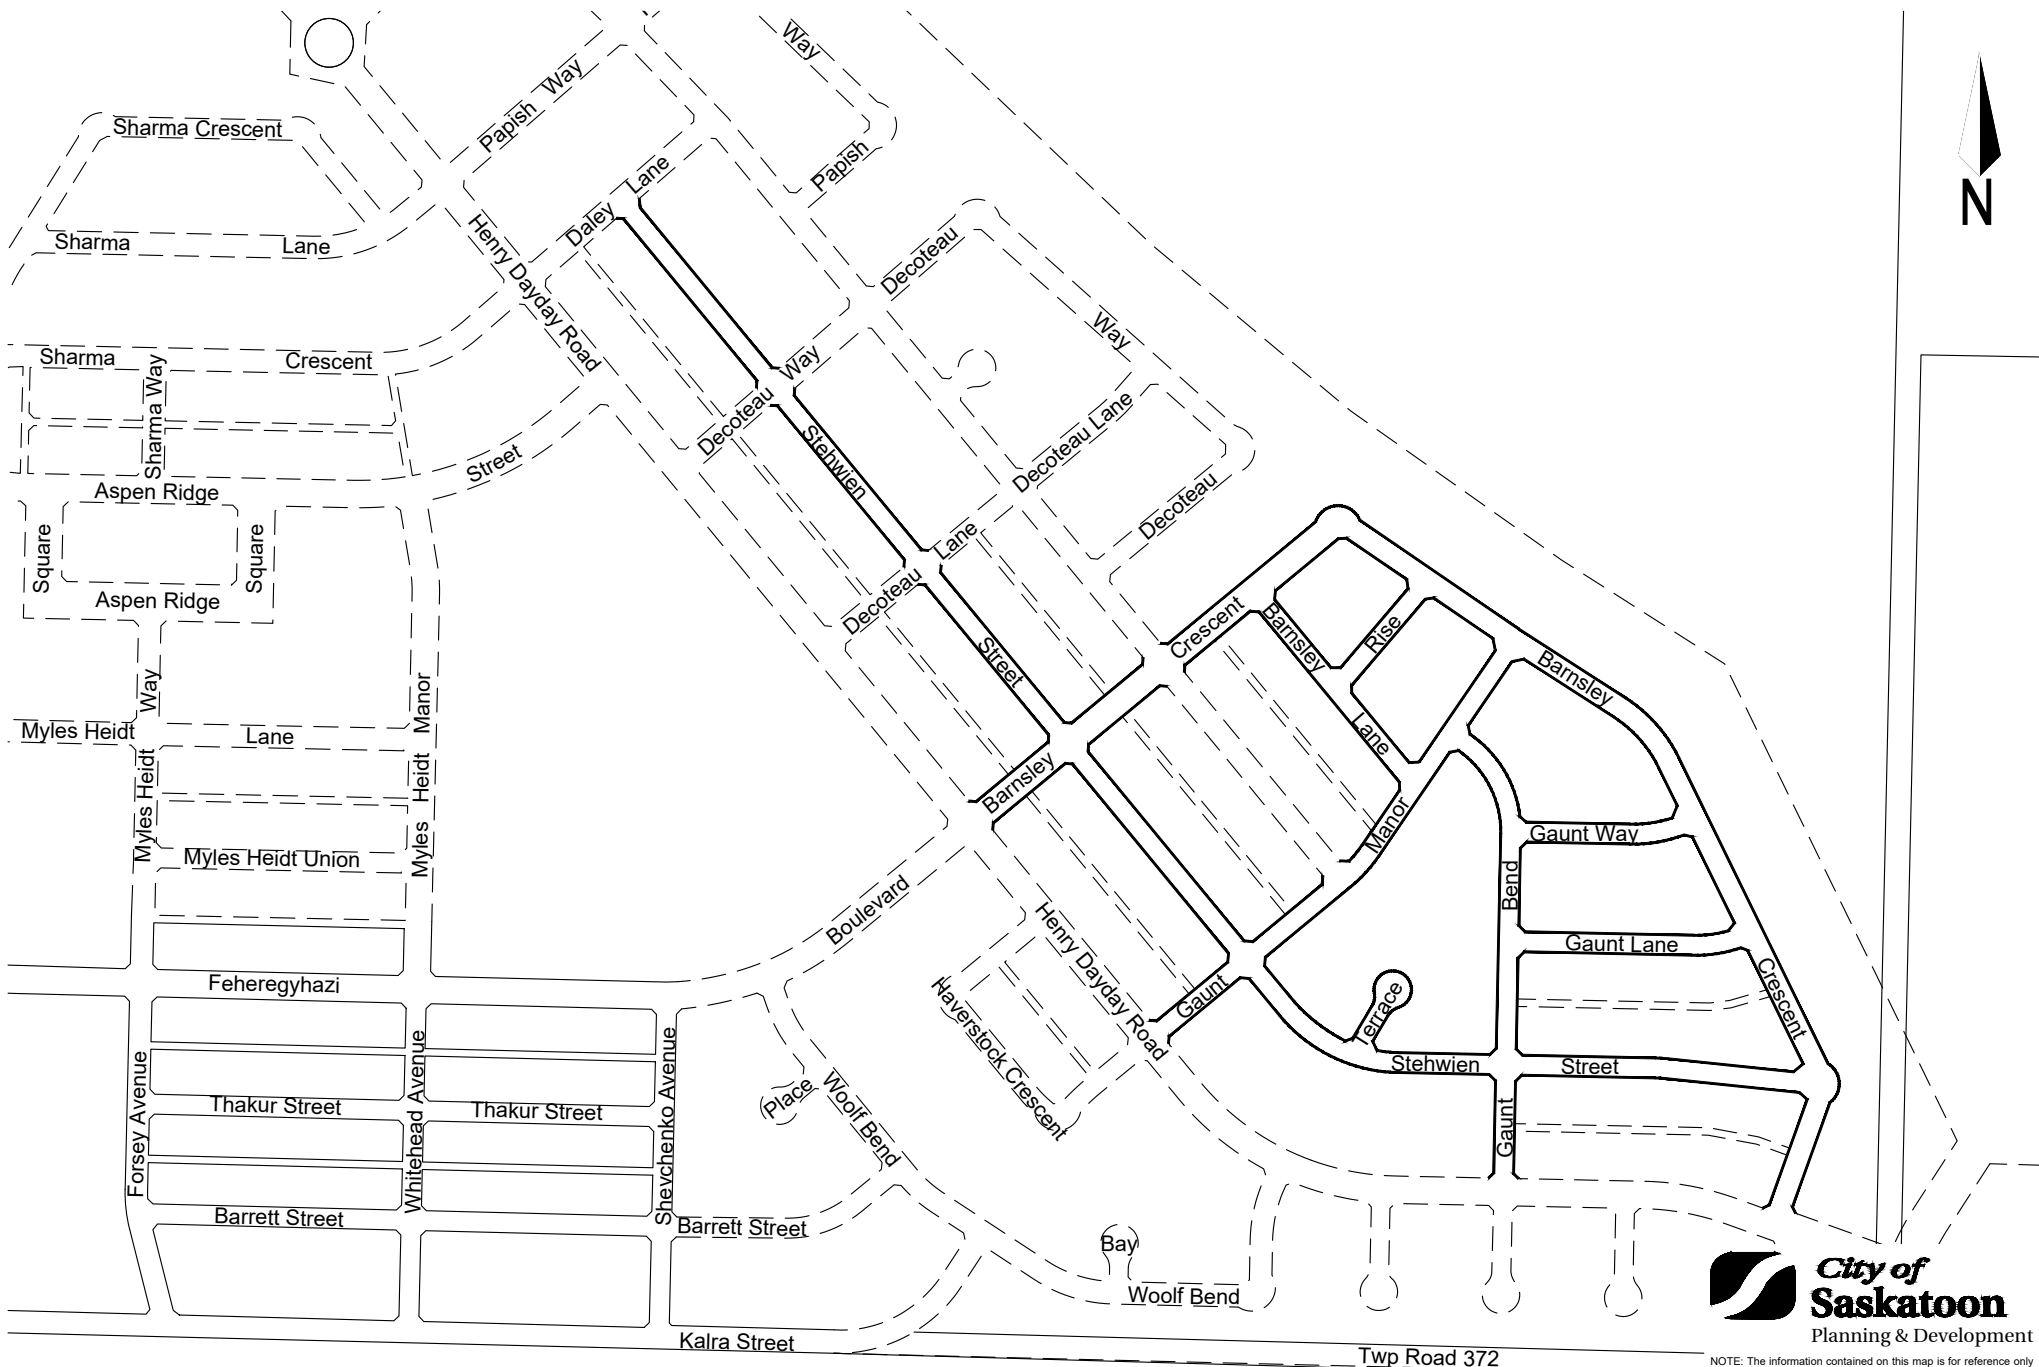 Way
Papish Way
Sharma Crescent
Papish
Daley Lane
N
Sharma Lane
Henry Dayday Road
Decoteau
Way
Sharma Crescent
Sharma Way
Decoteau Way
Decoteau Lane
Stehwien
Street
Aspen Ridge
Decoteau
Square
Square
Lane
Decoteau
Aspen Ridge
Crescent
Barnsley
Rise
Street
Barnsley
Way
Manor
Lane
Myles Heidt
Lane
Barnsley
Myles Heidt
Myles Heidt
Manor
Gaunt Way
Myles Heidt Union
Bend
Boulevard
Gaunt Lane
Henry Dayday Road
Feheregyhazi
Gaunt
Terrace
Crescent
Haverstock Crescent
Stehwien Street
Forsey Avenue
Whitehead Avenue
Shevchenko Avenue
Thakur Street
Thakur Street
Place
Woolf Bend
Gaunt
Barrett Street
Barrett Street
Bay
Woolf Bend
Kalra Street
Twp Road 372
City of
Saskatoon
Planning & Development
NOTE: The information contained on this map is for reference only